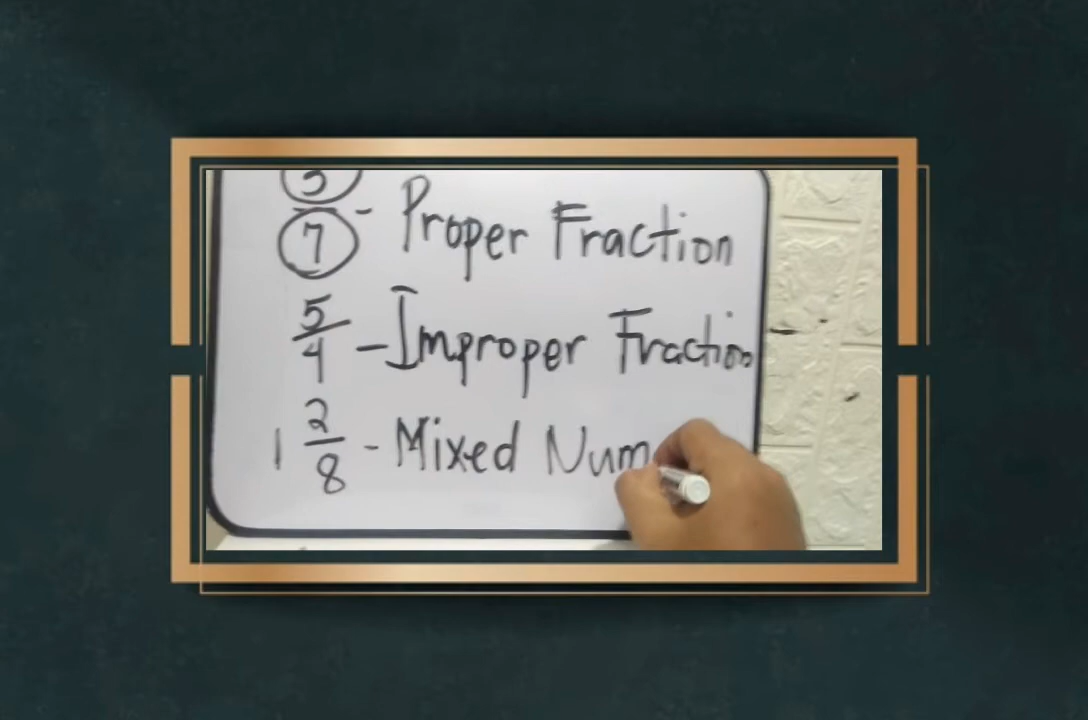 7 - Proper Fraction
5/4 - Improper Fraction
1 2/8 - Mixed Num